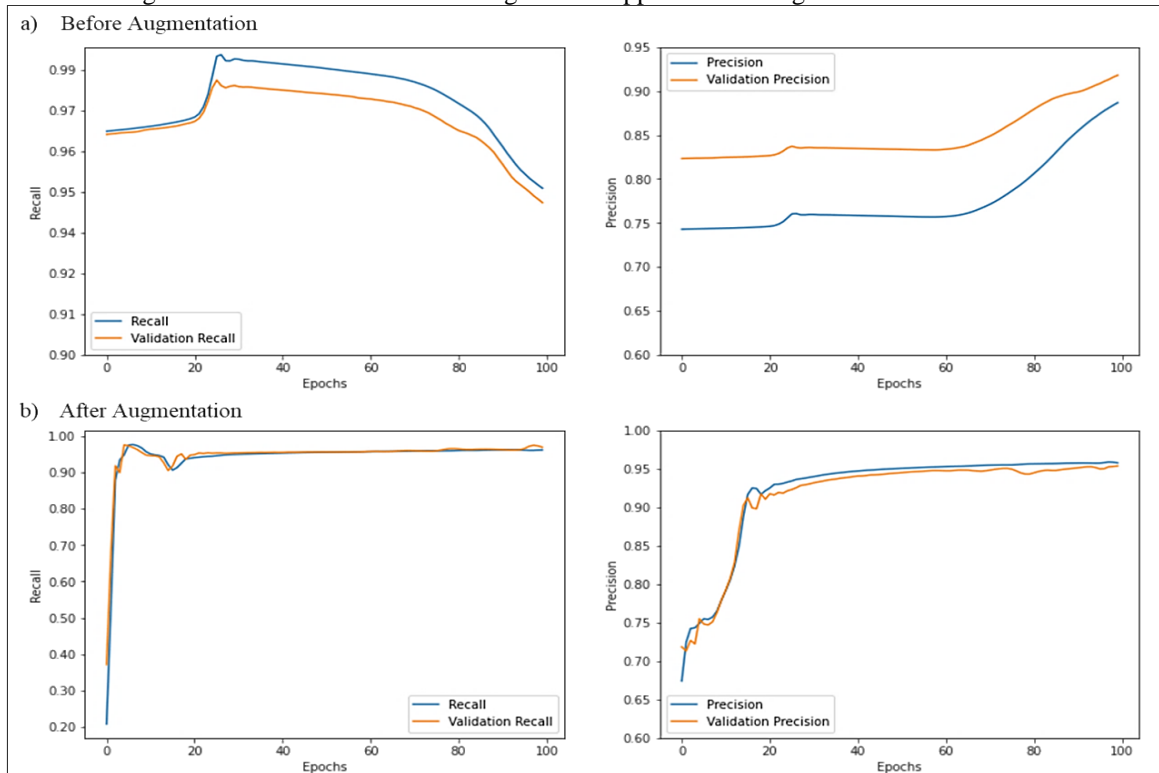 a) Before Augmentation
0.99
0.97
0.96
0.95
0.94
0.92
0.91
0.90
Recall
Recall
Validation Recall
0 20 40 60 80 100
Epochs
0.95
0.90
0.85
0.80
0.75
0.70
0.65
0.60
Precision
Precision
Validation Precision
0 20 40 60 80 100
Epochs
b) After Augmentation
1.00
0.90
0.80
0.70
0.60
0.50
0.40
0.30
0.20
Recall
Recall
Validation Recall
0 20 40 60 80 100
Epochs
1.00
0.95
0.90
0.85
0.80
0.75
0.70
0.65
0.60
Precision
Precision
Validation Precision
0 20 40 60 80 100
Epochs